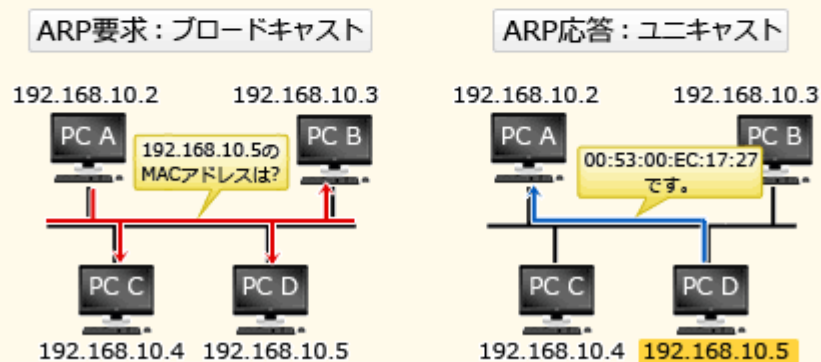 ARP要求：ブロードキャスト
192.168.10.2
192.168.10.3
PC A
192.168.10.5の
MACアドレスは?
PC B
PC C
PC D
192.168.10.4
192.168.10.5
ARP応答：ユニキャスト
192.168.10.2
192.168.10.3
PC A
00:53:00:EC:17:27
です。
PC B
PC C
PC D
192.168.10.4
192.168.10.5